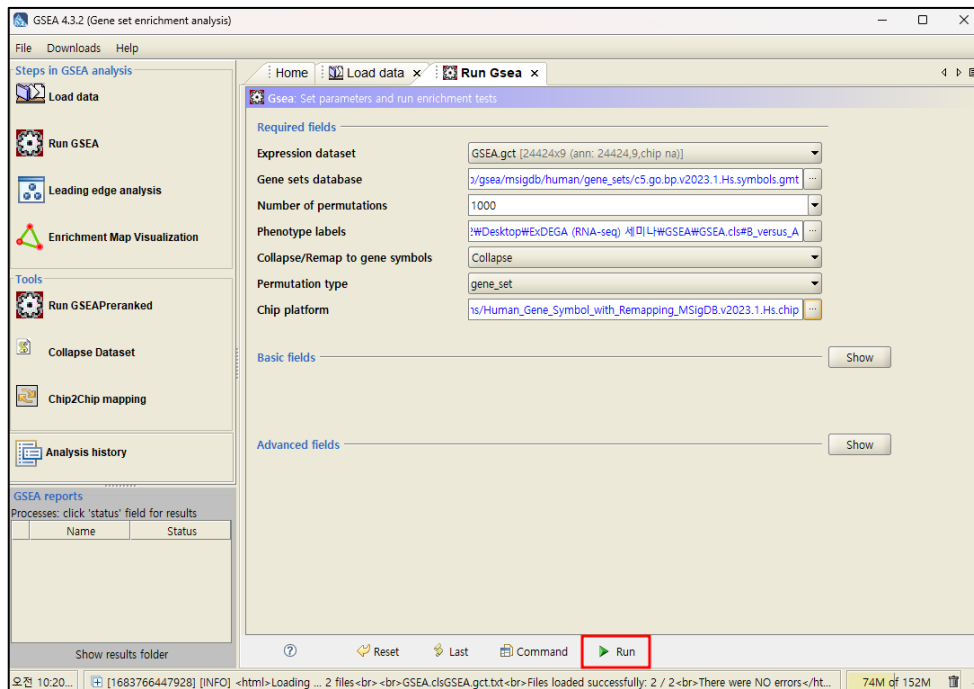 GSEA 4.3.2 (Gene set enrichment analysis)
File Downloads Help
Steps in GSEA analysis
Load data
Run GSEA
Leading edge analysis
Enrichment Map Visualization
Tools
Run GSEAPreranked
Collapse Dataset
Chip2Chip mapping
Analysis history
GSEA reports
Processes: click 'status' field for results
Name Status
Show results folder
Home Load data × Run Gsea ×
Gsea: Set parameters and run enrichment tests
Required fields
Expression dataset GSEA.gct [24424x9 (ann: 24424,9,chip na)]
Gene sets database /gsea/msigdb/human/gene_sets/c5.go.bp.v2023.1.Hs.symbols.gmt ...
Number of permutations 1000
Phenotype labels ₩Desktop₩ExDEGA (RNA-seq) 세미나₩GSEA₩GSEA.cls#B_versus_A ...
Collapse/Remap to gene symbols Collapse
Permutation type gene_set
Chip platform ns/Human_Gene_Symbol_with_Remapping_MSigDB.v2023.1.Hs.chip ...
Basic fields Show
Advanced fields Show
Reset Last Command Run
오전 10:20... [1683766447928] [INFO] <html>Loading ... 2 files<br><br>GSEA.clsGSEA.gct.txt<br>Files loaded successfully: 2 / 2<br>There were NO errors</ht... 74M of 152M